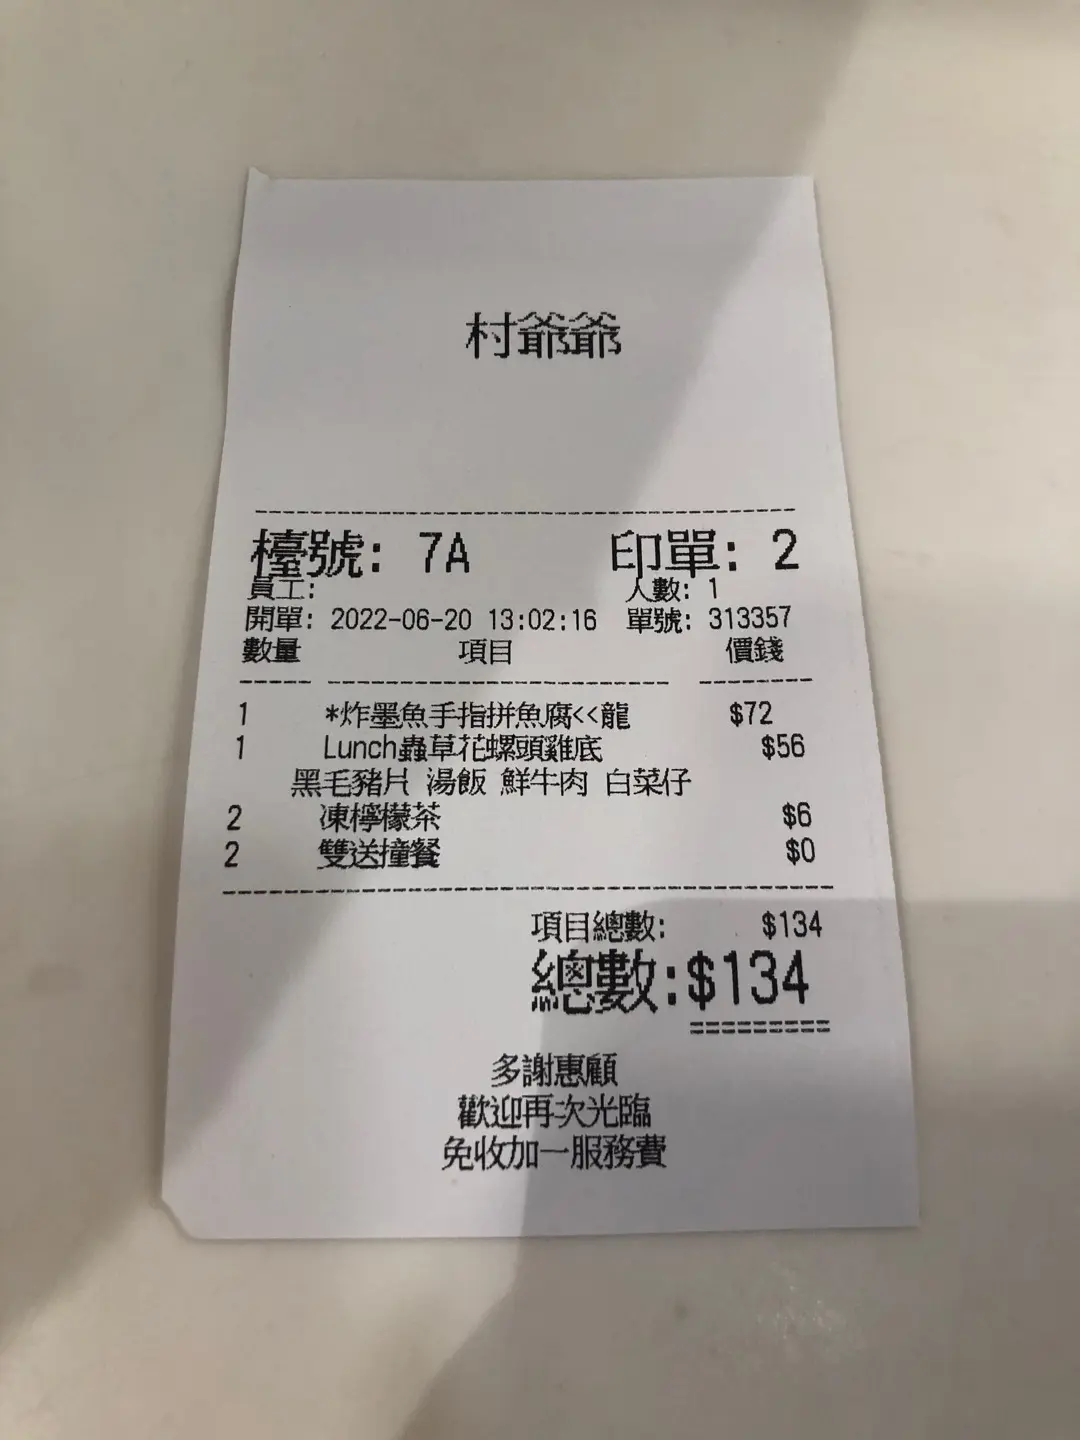 村爺爺
檯號: 7A 印單: 2
員工: 人數: 1
開單: 2022-06-20 13:02:16 單號: 313357
數量 項目 價錢
1 *炸墨魚手指拼魚腐<<龍 $72
1 Lunch蟲草花螺頭雞底 $56
黑毛豬片 湯飯 鮮牛肉 白菜仔
2 凍檸檬茶 $6
2 雙送撞餐 $0
項目總數: $134
總數:$134
多謝惠顧
歡迎再次光臨
免收加一服務費